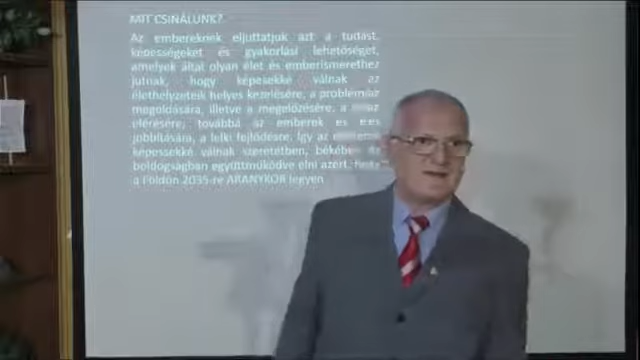 MIT CSINÁLUNK?
Az embereknek eljuttatjuk azt a tudást,
képességeket és gyakorlási lehetőséget,
amelyek által olyan élet és emberismerethez
jutnak, hogy képesekké válnak az
élethelyzeteik helyes kezelésére, a problémáz
megoldására, illetve a megelőzésére, a
elérésére, továbbá az emberek és
jobbítására, a lelki fejlődésre. Így az
képessekké válnak szeretetben, békében
boldogságban együttműködve élni azért,
a Földön 2035-re ARANYKOR legyen